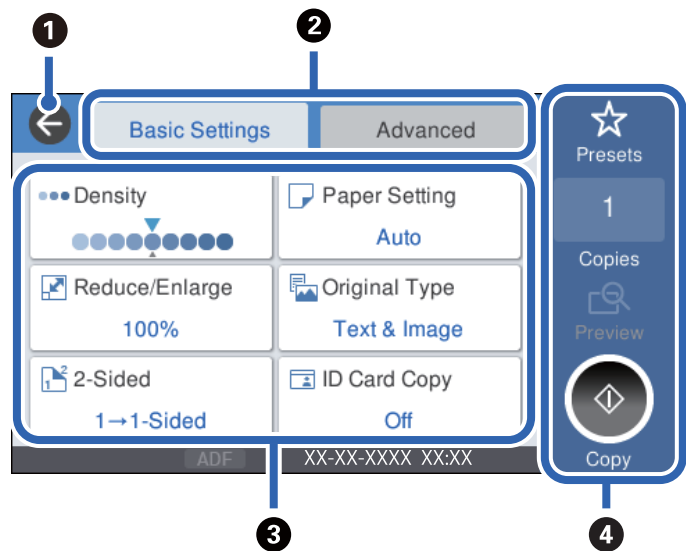 1
2
Basic Settings
Advanced
Presets
1
Copies
Preview
Copy
Density
Paper Setting
Auto
Reduce/Enlarge
100%
Original Type
Text & Image
1 2
2-Sided
1→1-Sided
ID Card Copy
Off
ADF
XX-XX-XXXX XX:XX
3
4